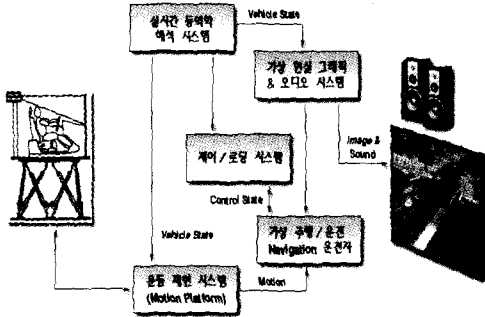 실시간 동역학
해석 시스템
Vehicle State
가상 현실 그래픽
& 오디오 시스템
제어/로딩 시스템
Image &
Sound
Control State
가상 주행/운전
Navigation 운전자
Vehicle State
운동 재현 시스템
(Motion Platform)
Motion